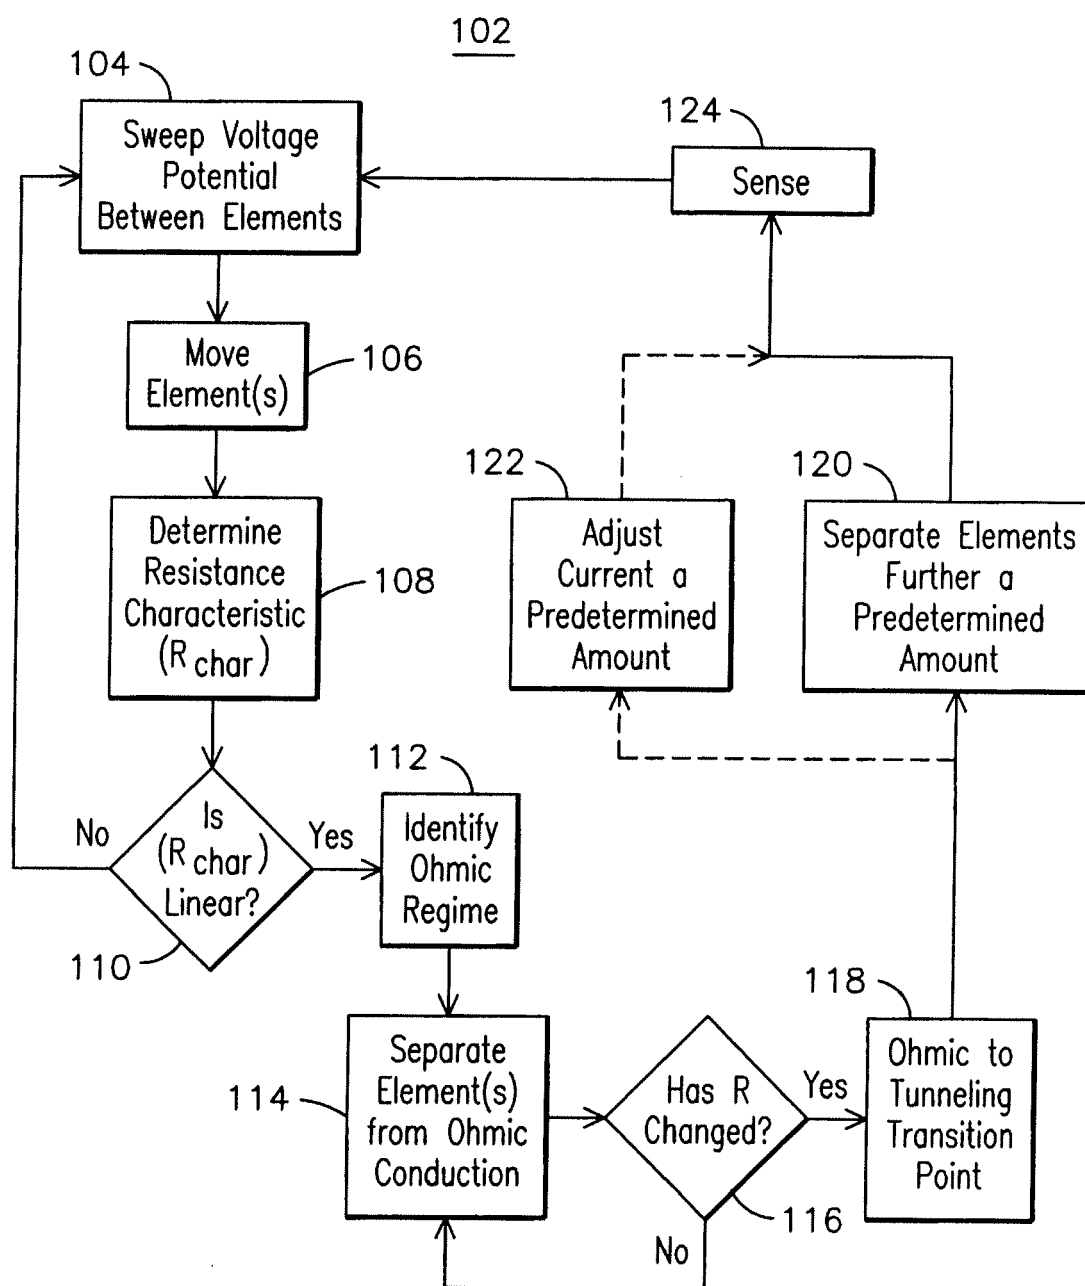 102
104
Sweep Voltage
Potential
Between Elements
124
Sense
Move
Element(s)
106
Determine
Resistance
Characteristic
(R char)
108
122
Adjust
Current a
Predetermined
Amount
120
Separate Elements
Further a
Predetermined
Amount
Is
(R char)
Linear?
No
Yes
110
112
Identify
Ohmic
Regime
Separate
Element(s)
from Ohmic
Conduction
114
Has R
Changed?
Yes
No
116
118
Ohmic to
Tunneling
Transition
Point